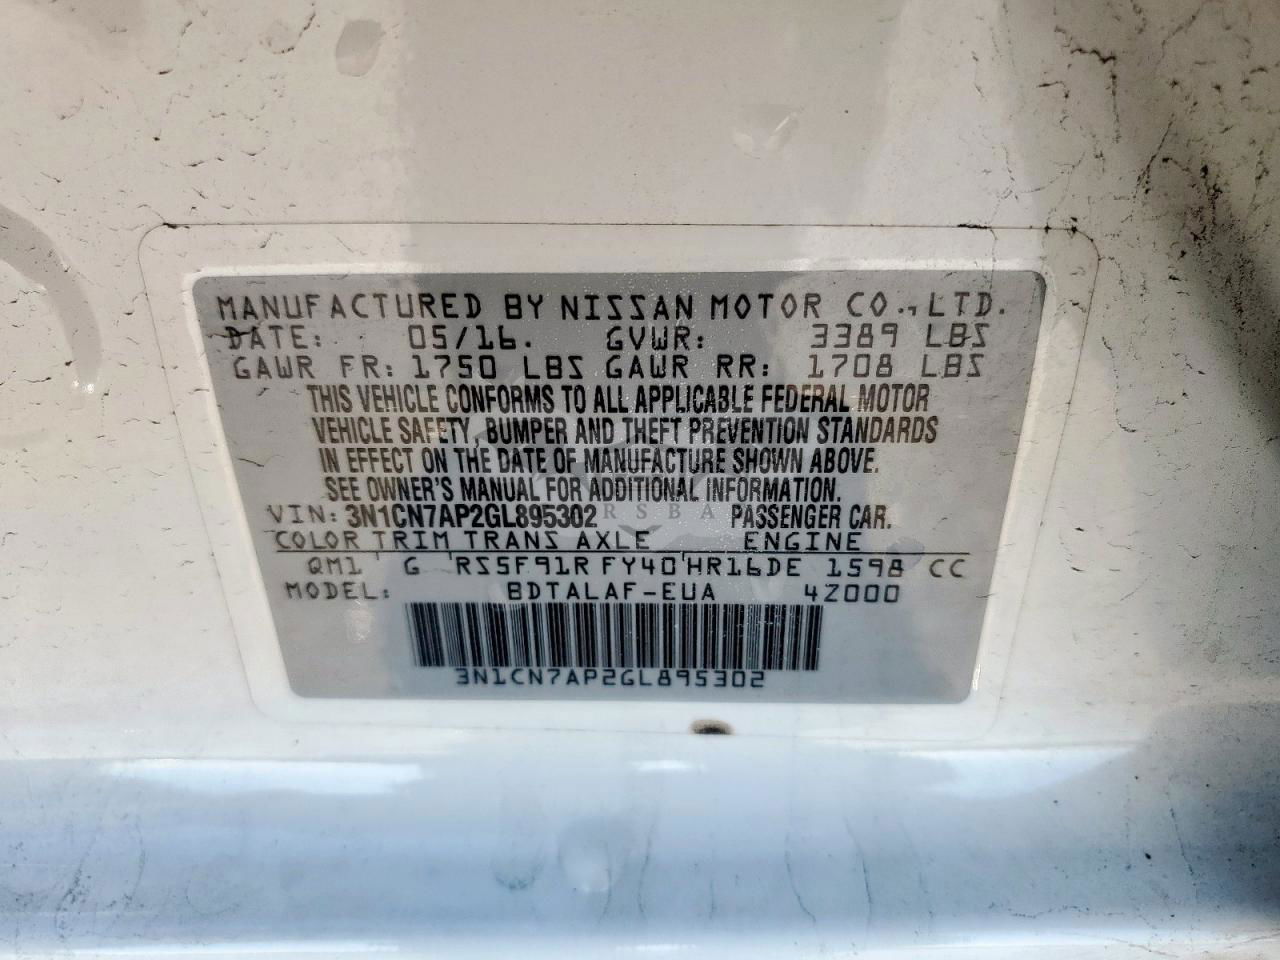 MANUFACTURED BY NISSAN MOTOR CO., LTD.
DATE: 05/16. GVWR: 3389 LBS
GAWR FR: 1750 LBS GAWR RR: 1708 LBS
THIS VEHICLE CONFORMS TO ALL APPLICABLE FEDERAL MOTOR
VEHICLE SAFETY, BUMPER AND THEFT PREVENTION STANDARDS
IN EFFECT ON THE DATE OF MANUFACTURE SHOWN ABOVE.
SEE OWNER'S MANUAL FOR ADDITIONAL INFORMATION.
VIN: 3N1CN7AP2GL895302 PASSENGER CAR.
COLOR TRIM TRANS AXLE ENGINE
QM1 G RS5F91R FY40 HR16DE 1598 CC
MODEL: BDTALAF-EUA 4Z000
3N1CN7AP2GL895302